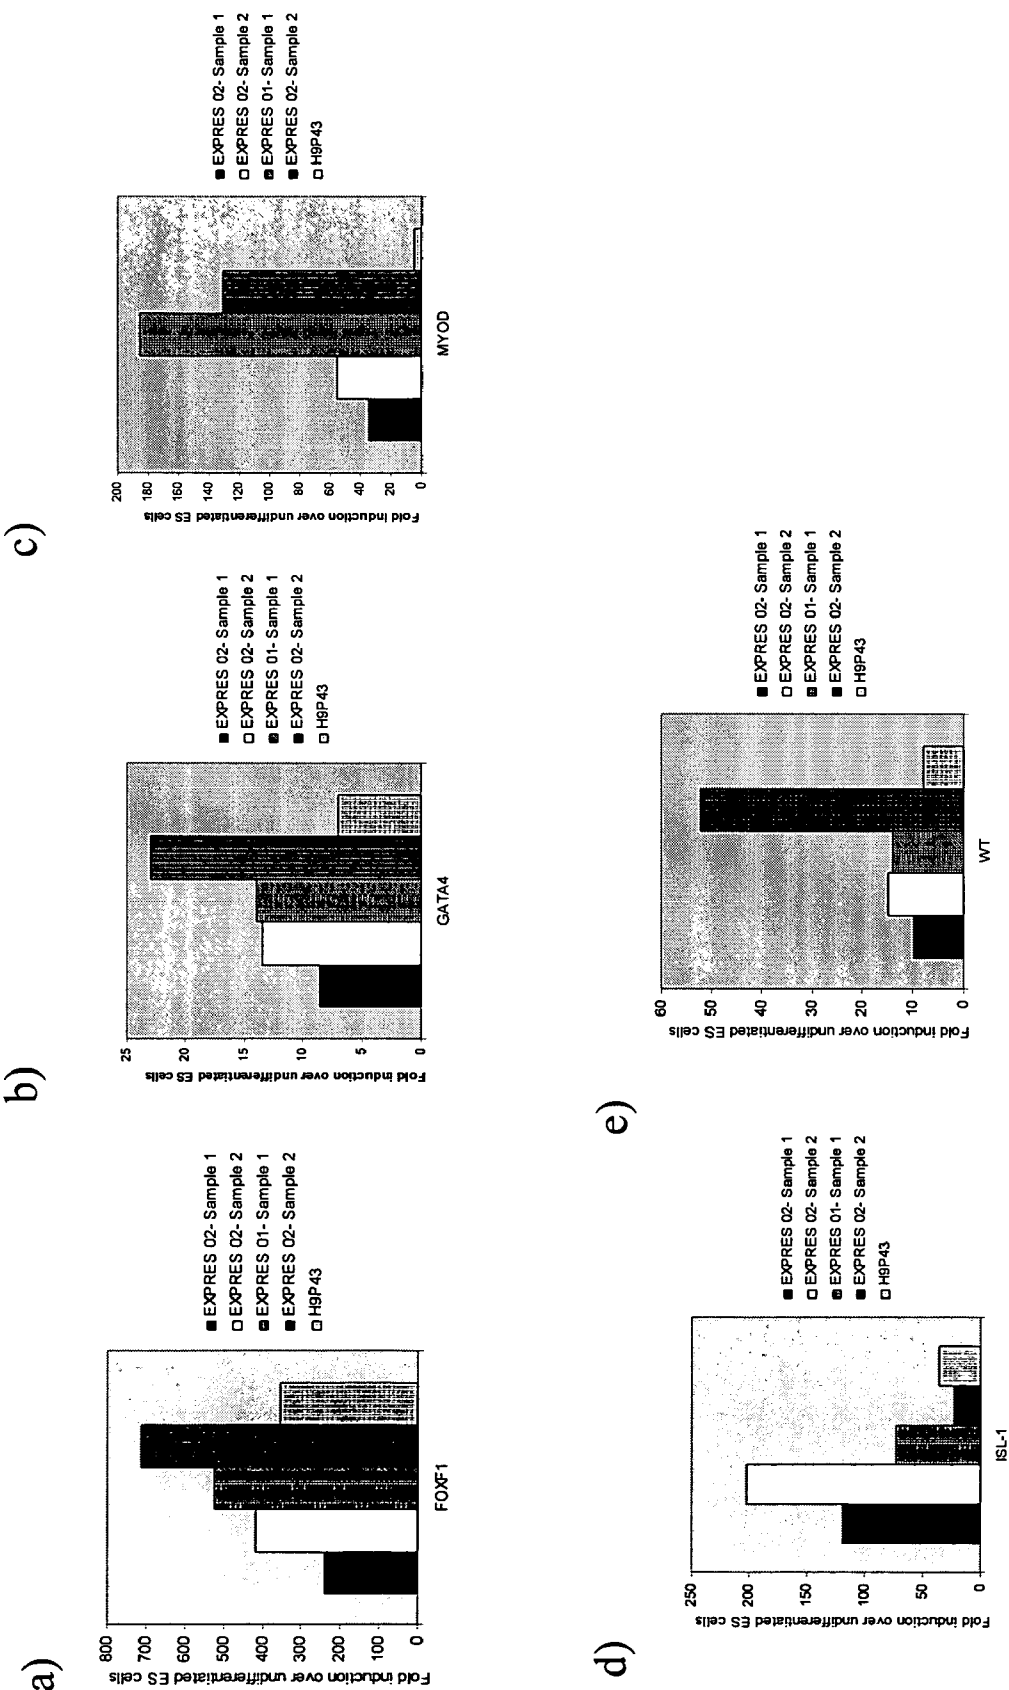 a)
Fold induction over undifferentiated ES cells
800
700
600
500
400
300
200
100
0
FOXF1
EXPRES 02- Sample 1
EXPRES 02- Sample 2
EXPRES 01- Sample 1
EXPRES 02- Sample 2
H9P43
b)
Fold induction over undifferentiated ES cells
25
20
15
10
5
0
GATA4
EXPRES 02- Sample 1
EXPRES 02- Sample 2
EXPRES 01- Sample 1
EXPRES 02- Sample 2
H9P43
c)
Fold induction over undifferentiated ES cells
200
180
160
140
120
100
80
60
40
20
0
MYOD
EXPRES 02- Sample 1
EXPRES 02- Sample 2
EXPRES 01- Sample 1
EXPRES 02- Sample 2
H9P43
d)
Fold induction over undifferentiated ES cells
250
200
150
100
50
0
ISL-1
EXPRES 02- Sample 1
EXPRES 02- Sample 2
EXPRES 01- Sample 1
EXPRES 02- Sample 2
H9P43
e)
Fold induction over undifferentiated ES cells
60
50
40
30
20
10
0
WT
EXPRES 02- Sample 1
EXPRES 02- Sample 2
EXPRES 01- Sample 1
EXPRES 02- Sample 2
H9P43